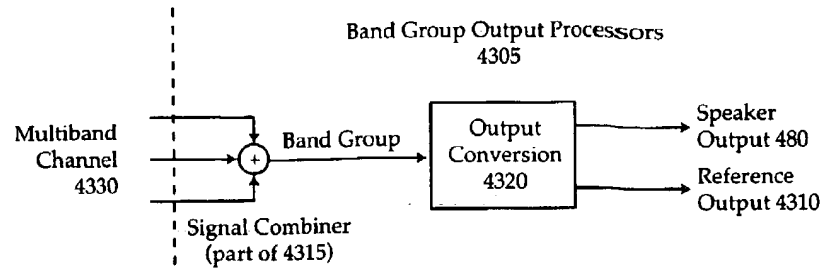 Band Group Output Processors
4305
Multiband
Channel
4330
+
Band Group
Signal Combiner
(part of 4315)
Output
Conversion
4320
Speaker
Output 480
Reference
Output 4310